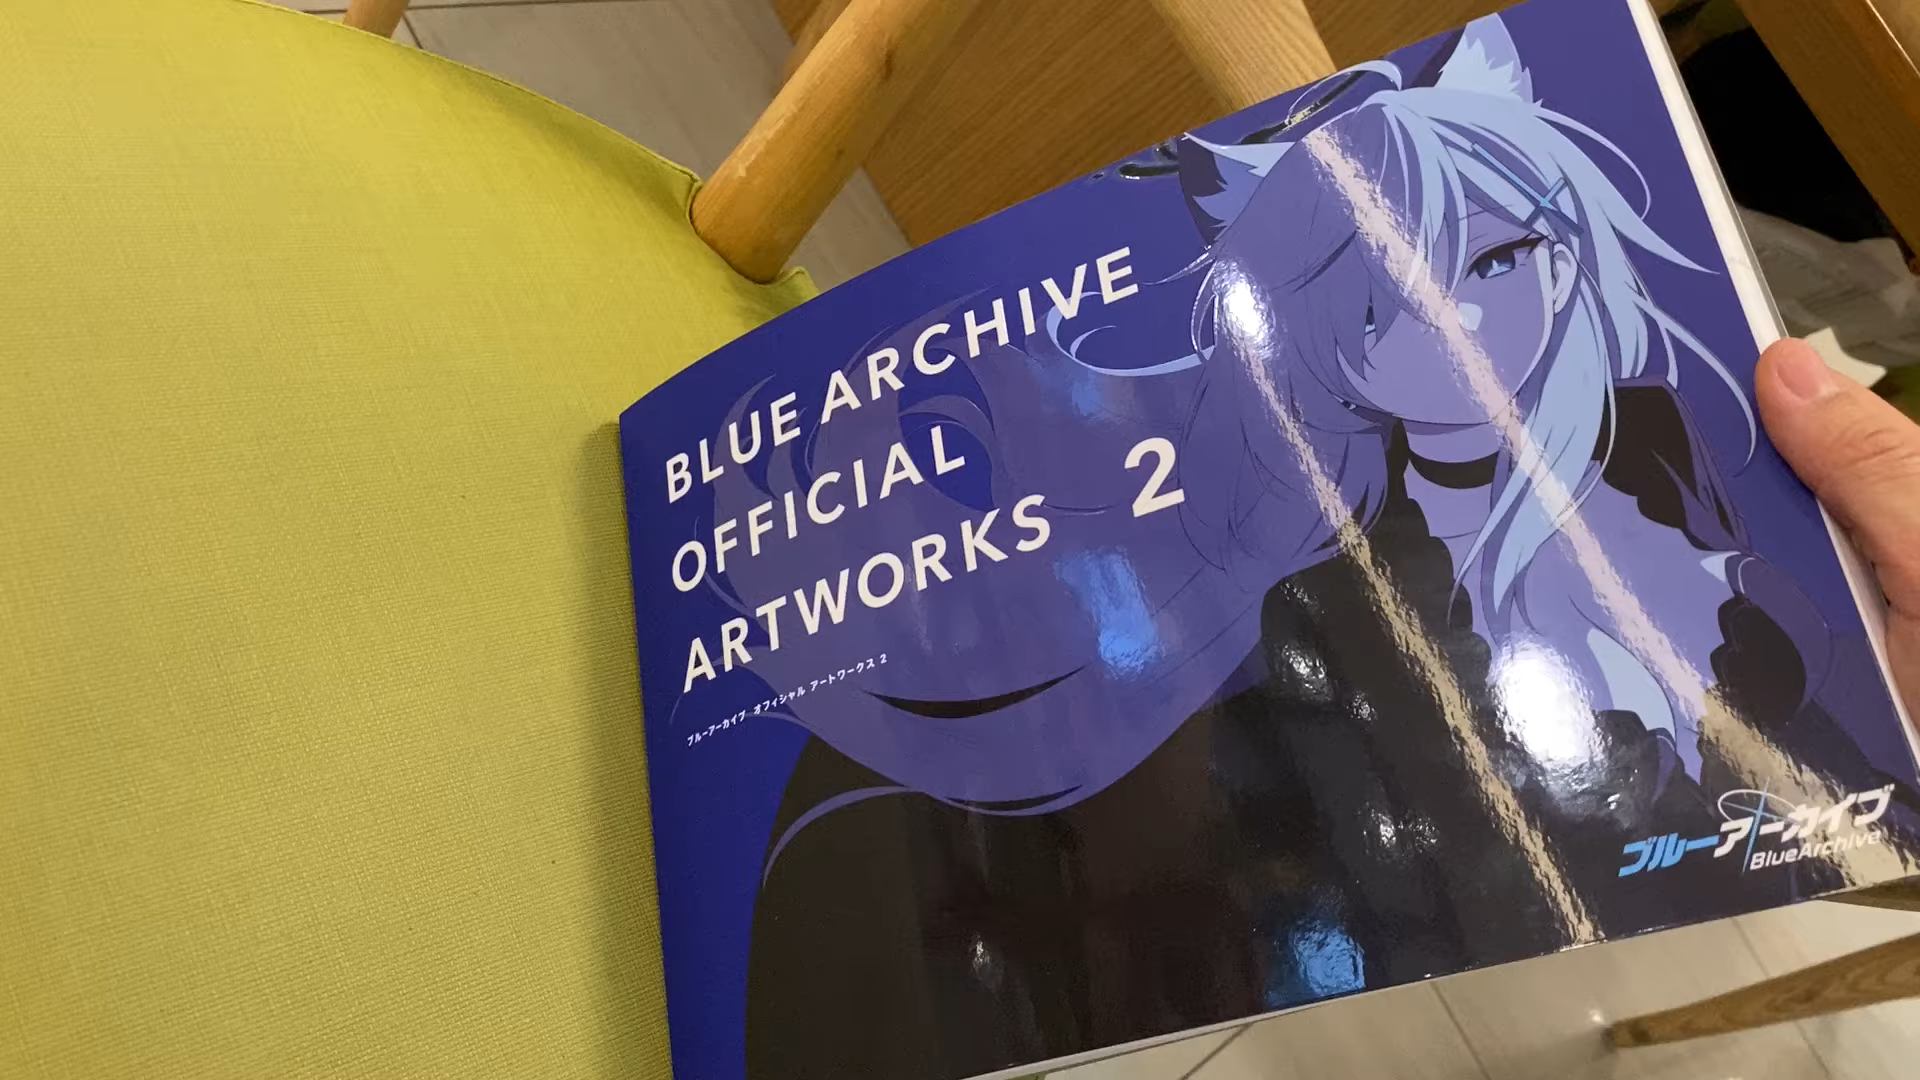 BLUE ARCHIVE
OFFICIAL
ARTWORKS 2
ブルーアーカイブ オフィシャル アートワークス 2
ブルーアーカイブ
BlueArchive